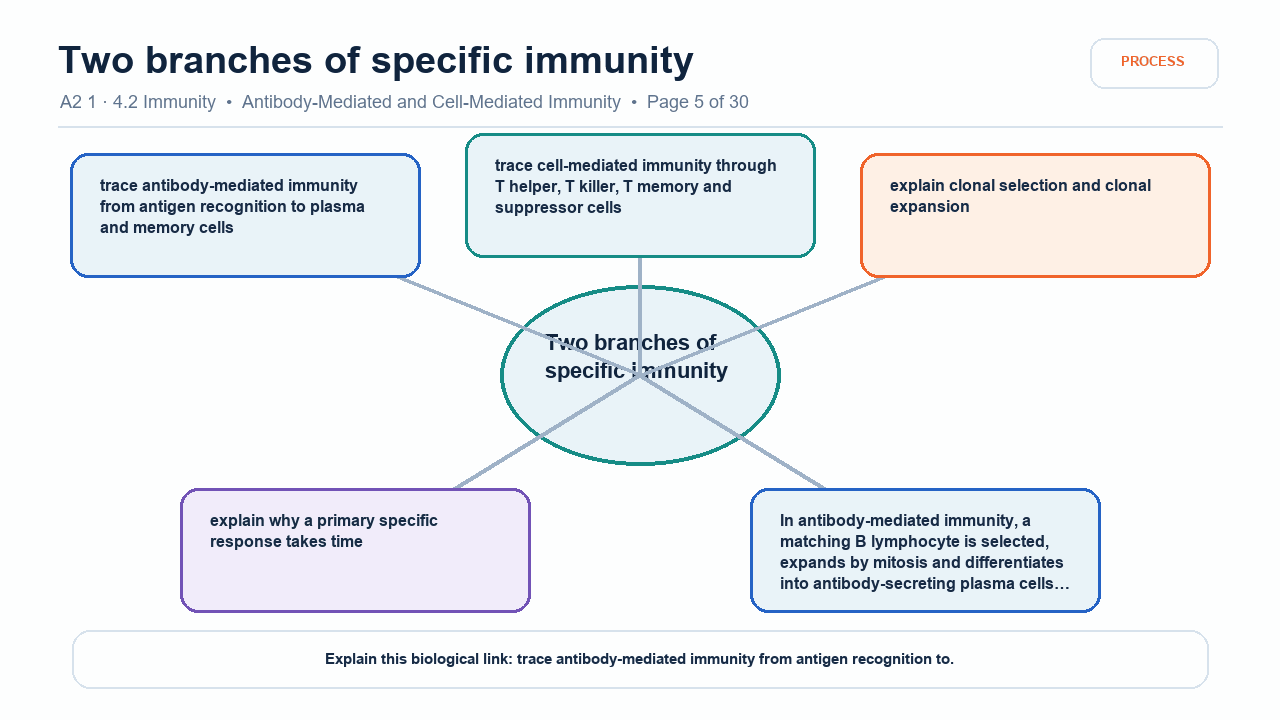 Two branches of specific immunity
PROCESS
A2 1 · 4.2 Immunity • Antibody-Mediated and Cell-Mediated Immunity • Page 5 of 30
trace antibody-mediated immunity
from antigen recognition to plasma
and memory cells
trace cell-mediated immunity through
T helper, T killer, T memory and
suppressor cells
explain clonal selection and clonal
expansion
Two branches of
specific immunity
explain why a primary specific
response takes time
In antibody-mediated immunity, a
matching B lymphocyte is selected,
expands by mitosis and differentiates
into antibody-secreting plasma cells…
Explain this biological link: trace antibody-mediated immunity from antigen recognition to.